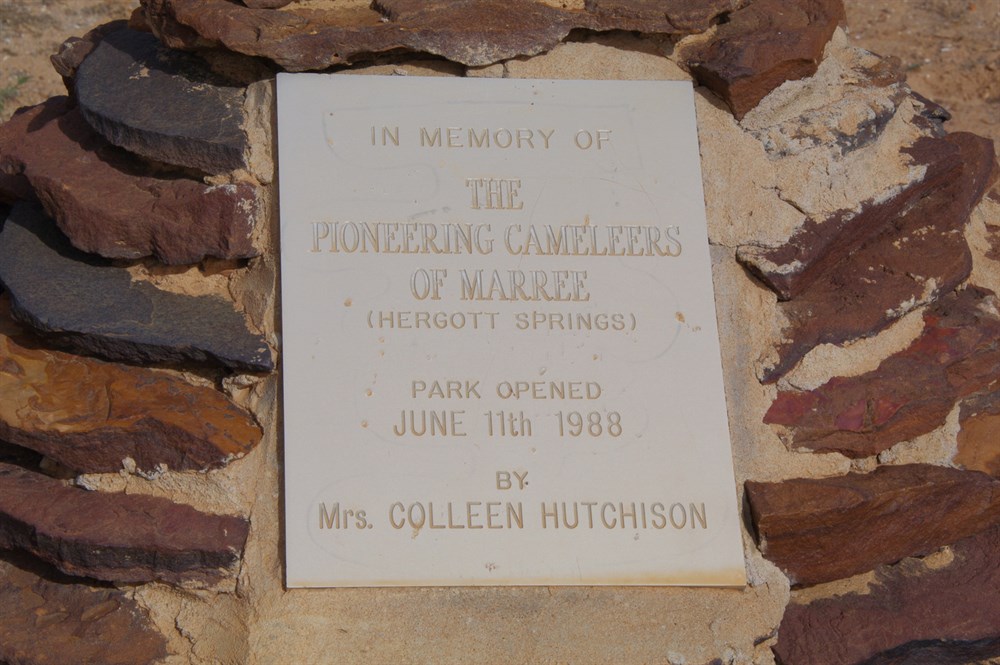 IN MEMORY OF
THE
PIONEERING CAMELEERS
OF MARREE
(HERGOTT SPRINGS)
PARK OPENED
JUNE 11th 1988
BY
Mrs. COLLEEN HUTCHISON